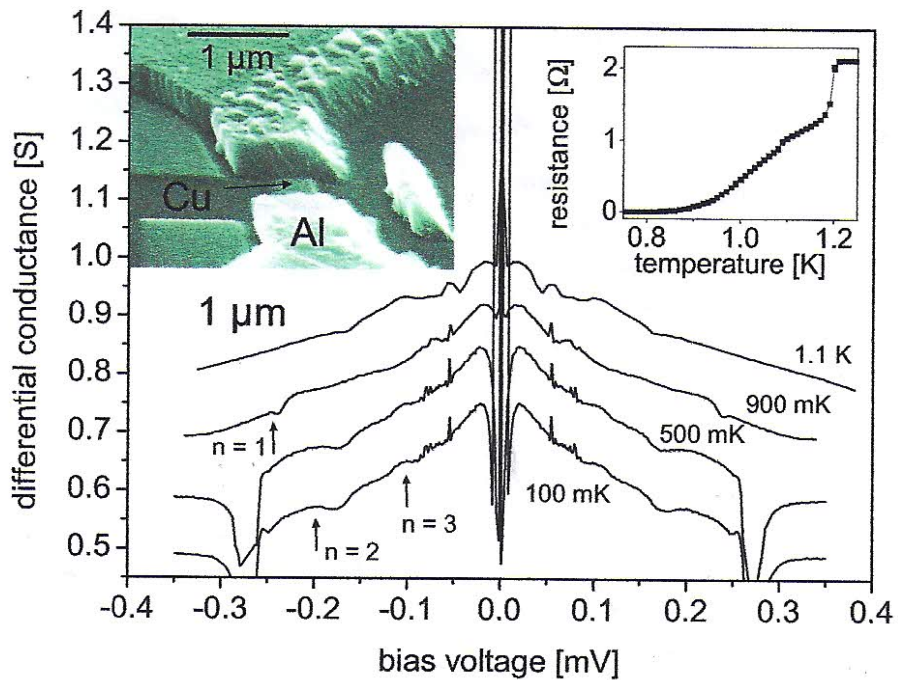 differential conductance [S]
1.4
1.3
1.2
1.1
1.0
0.9
0.8
0.7
0.6
0.5
1 µm
Cu
Al
resistance [Ω]
2
1
0
0.8 1.0 1.2
temperature [K]
1 µm
1.1 K
900 mK
500 mK
100 mK
n = 1
n = 2
n = 3
-0.4 -0.3 -0.2 -0.1 0.0 0.1 0.2 0.3 0.4
bias voltage [mV]